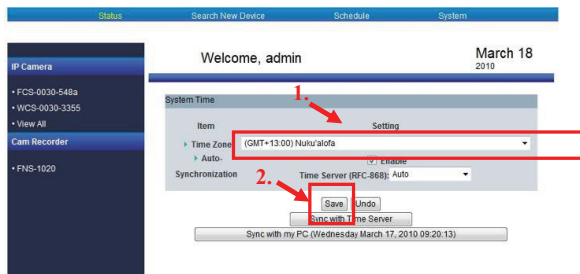 Status Search New Device Schedule System
Welcome, admin
March 18
2010
IP Camera
• FCS-0030-548a
• WCS-0030-3355
• View All
Cam Recorder
• FNS-1020
System Time
1.
Item Setting
Time Zone (GMT+13:00) Nuku'alofa
Auto-Synchronization Enable
2. Time Server (RFC-868): Auto
Save Undo
Sync with Time Server
Sync with my PC (Wednesday March 17, 2010 09:20:13)